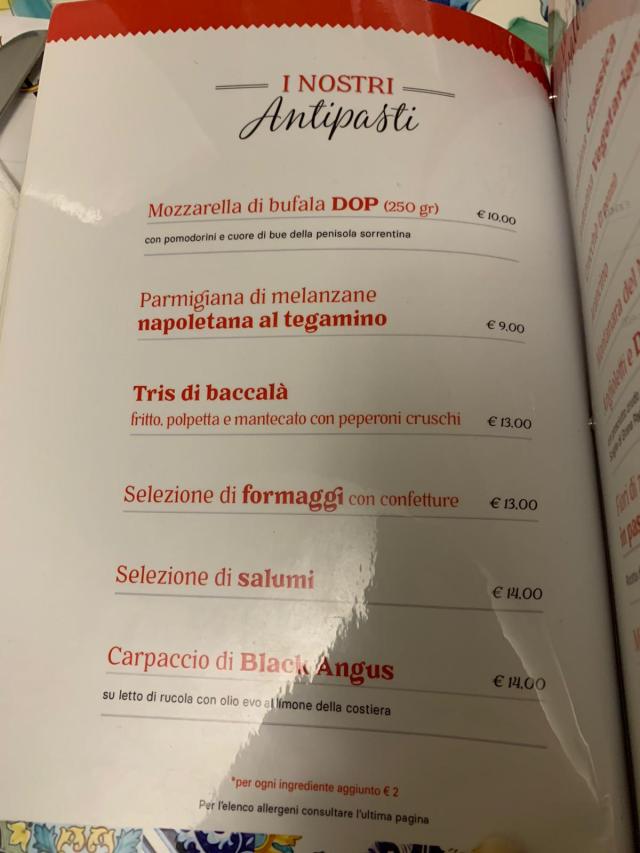 I NOSTRI
Antipasti
Mozzarella di bufala DOP (250 gr) € 10.00
con pomodorini e cuore di bue della penisola sorrentina
Parmigiana di melanzane
napoletana al tegamino € 9.00
Tris di baccalà
fritto, polpetta e mantecato con peperoni cruschi € 13.00
Selezione di formaggi con confetture € 13.00
Selezione di salumi € 14.00
Carpaccio di Black Angus € 14.00
su letto di rucola con olio evo al limone della costiera
*per ogni ingrediente aggiunto € 2
Per l'elenco allergeni consultare l'ultima pagina
classica
vegetariana